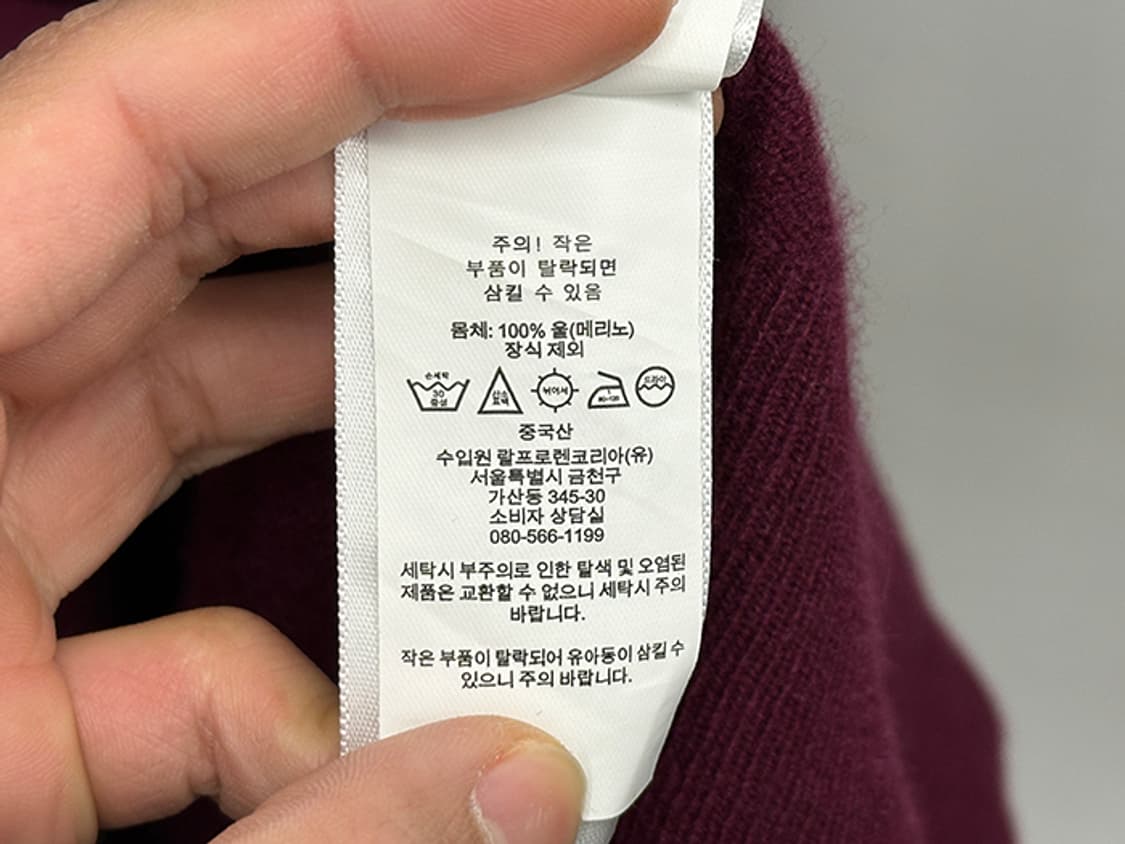 주의! 작은
부품이 탈락되면
삼킬 수 있음
몸체: 100% 울(메리노)
장식 제외
손세탁
30
중성
산소
표백
뉘어서
1
80-120
드라이
중국산
수입원 랄프로렌코리아(유)
서울특별시 금천구
가산동 345-30
소비자 상담실
080-566-1199
세탁시 부주의로 인한 탈색 및 오염된
제품은 교환할 수 없으니 세탁시 주의
바랍니다.
작은 부품이 탈락되어 유아동이 삼킬 수
있으니 주의 바랍니다.